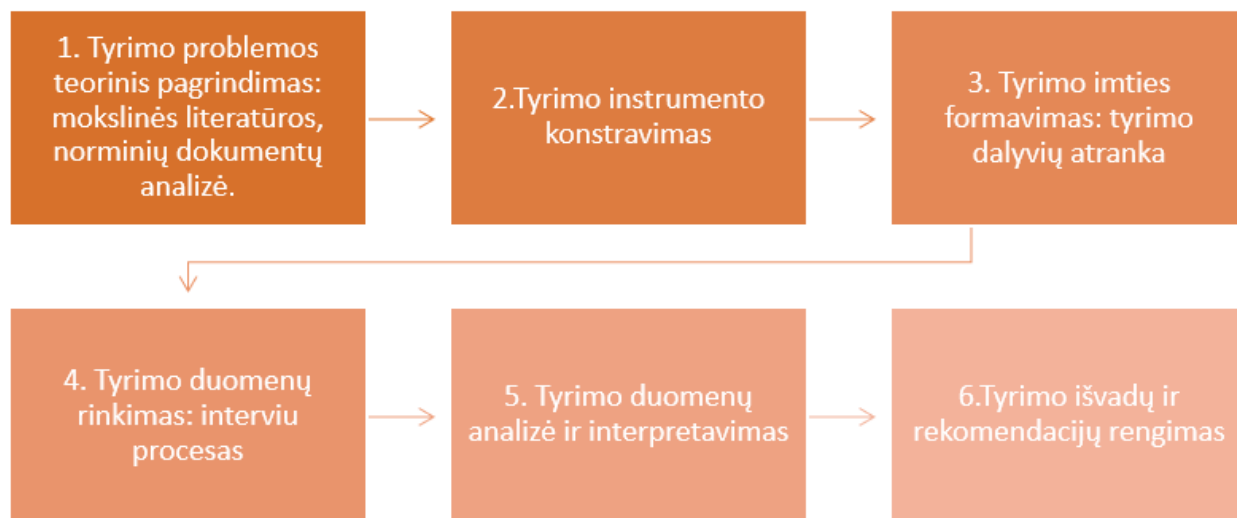 1. Tyrimo problemos
teorinis pagrindimas:
mokslinės literatūros,
norminių dokumentų
analizė.
2.Tyrimo instrumento
konstravimas
3. Tyrimo imties
formavimas: tyrimo
dalyvių atranka
4. Tyrimo duomenų
rinkimas: interviu
procesas
5. Tyrimo duomenų
analizė ir interpretavimas
6.Tyrimo išvadų ir
rekomendacijų rengimas